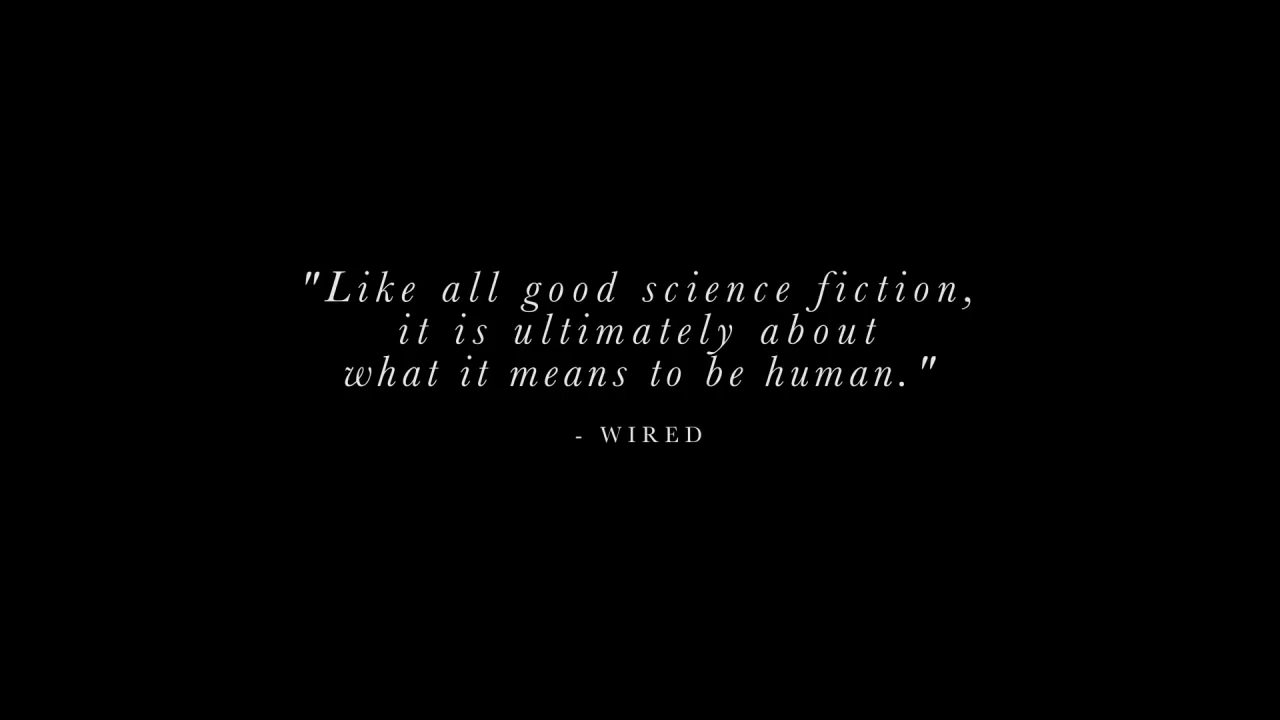 "Like all good science fiction,
it is ultimately about
what it means to be human."
- WIRED